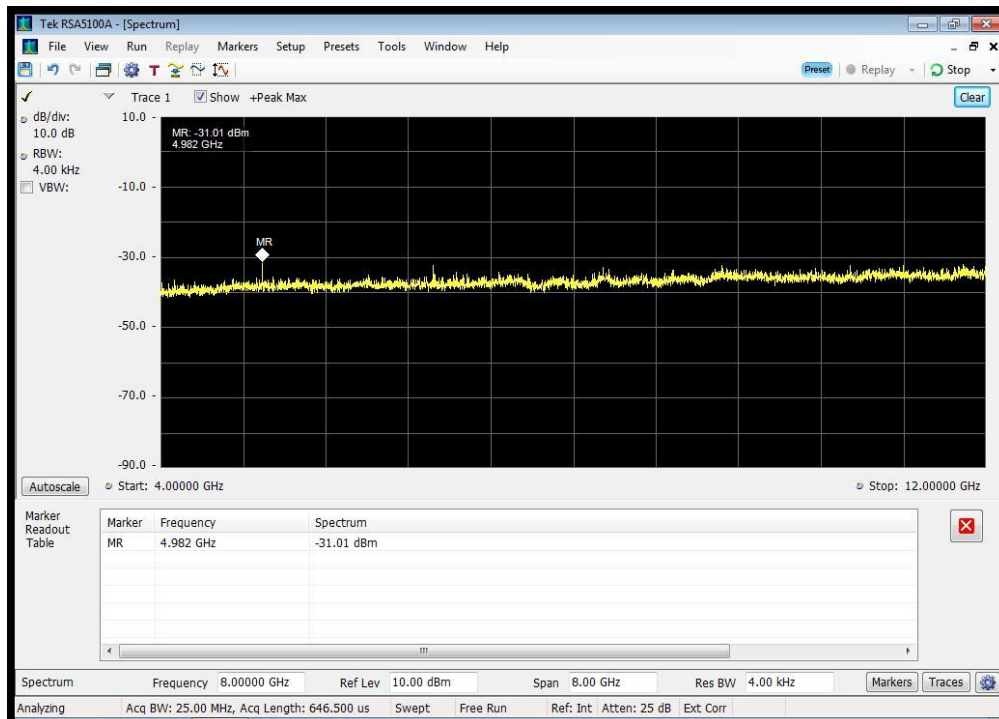 Tek RSA5100A - [Spectrum]
File View Run Replay Markers Setup Presets Tools Window Help
T Preset Replay Stop
Trace 1 Show +Peak Max Clear
dB/div:
10.0 dB
RBW:
4.00 kHz
VBW:
10.0
MR: -31.01 dBm
4.982 GHz
-10.0
MR
-30.0
-50.0
-70.0
-90.0
Autoscale Start: 4.00000 GHz Stop: 12.00000 GHz
Marker
Readout
Table
Marker Frequency Spectrum
MR 4.982 GHz -31.01 dBm
Spectrum Frequency 8.00000 GHz Ref Lev 10.00 dBm Span 8.00 GHz Res BW 4.00 kHz Markers Traces
Analyzing Acq BW: 25.00 MHz, Acq Length: 646.500 us Swept Free Run Ref: Int Atten: 25 dB Ext Corr